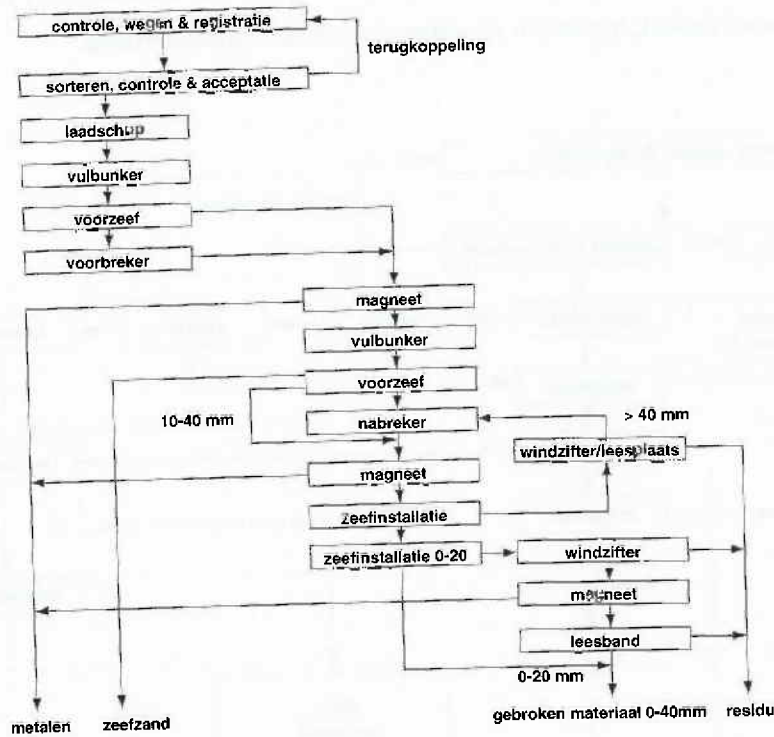 controle, wegen & registratie
terugkoppeling
sorteren, controle & acceptatie
laadschup
vulbunker
voorzeef
voorbreker
magneet
vulbunker
voorzeef
10-40 mm
nabreker
> 40 mm
windzifter/leesplaats
magneet
zeefinstallatie
zeefinstallatie 0-20
windzifter
magneet
leesband
0-20 mm
metalen
zeefzand
gebroken materiaal 0-40mm
residu